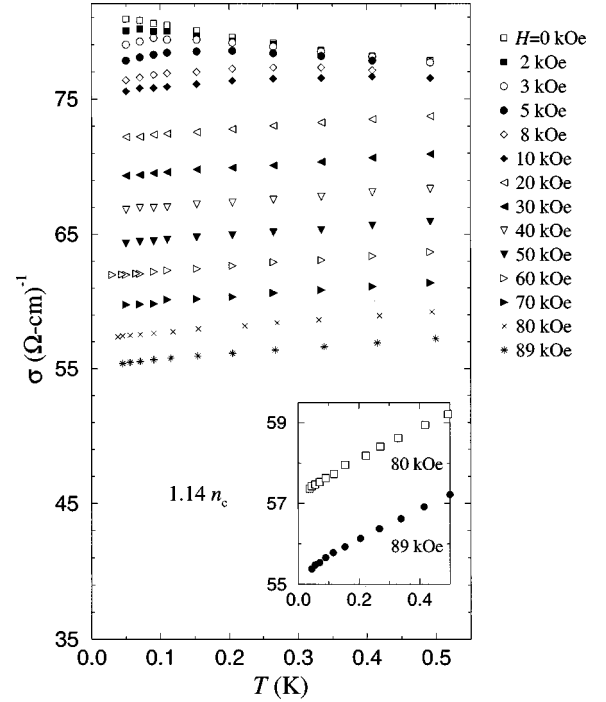 H=0 kOe
2 kOe
3 kOe
5 kOe
8 kOe
10 kOe
20 kOe
30 kOe
40 kOe
50 kOe
60 kOe
70 kOe
80 kOe
89 kOe
75
65
55
45
35
σ (Ω-cm)⁻¹
1.14 n_c
59
57
55
80 kOe
89 kOe
0.0 0.2 0.4
0.0 0.1 0.2 0.3 0.4 0.5
T (K)